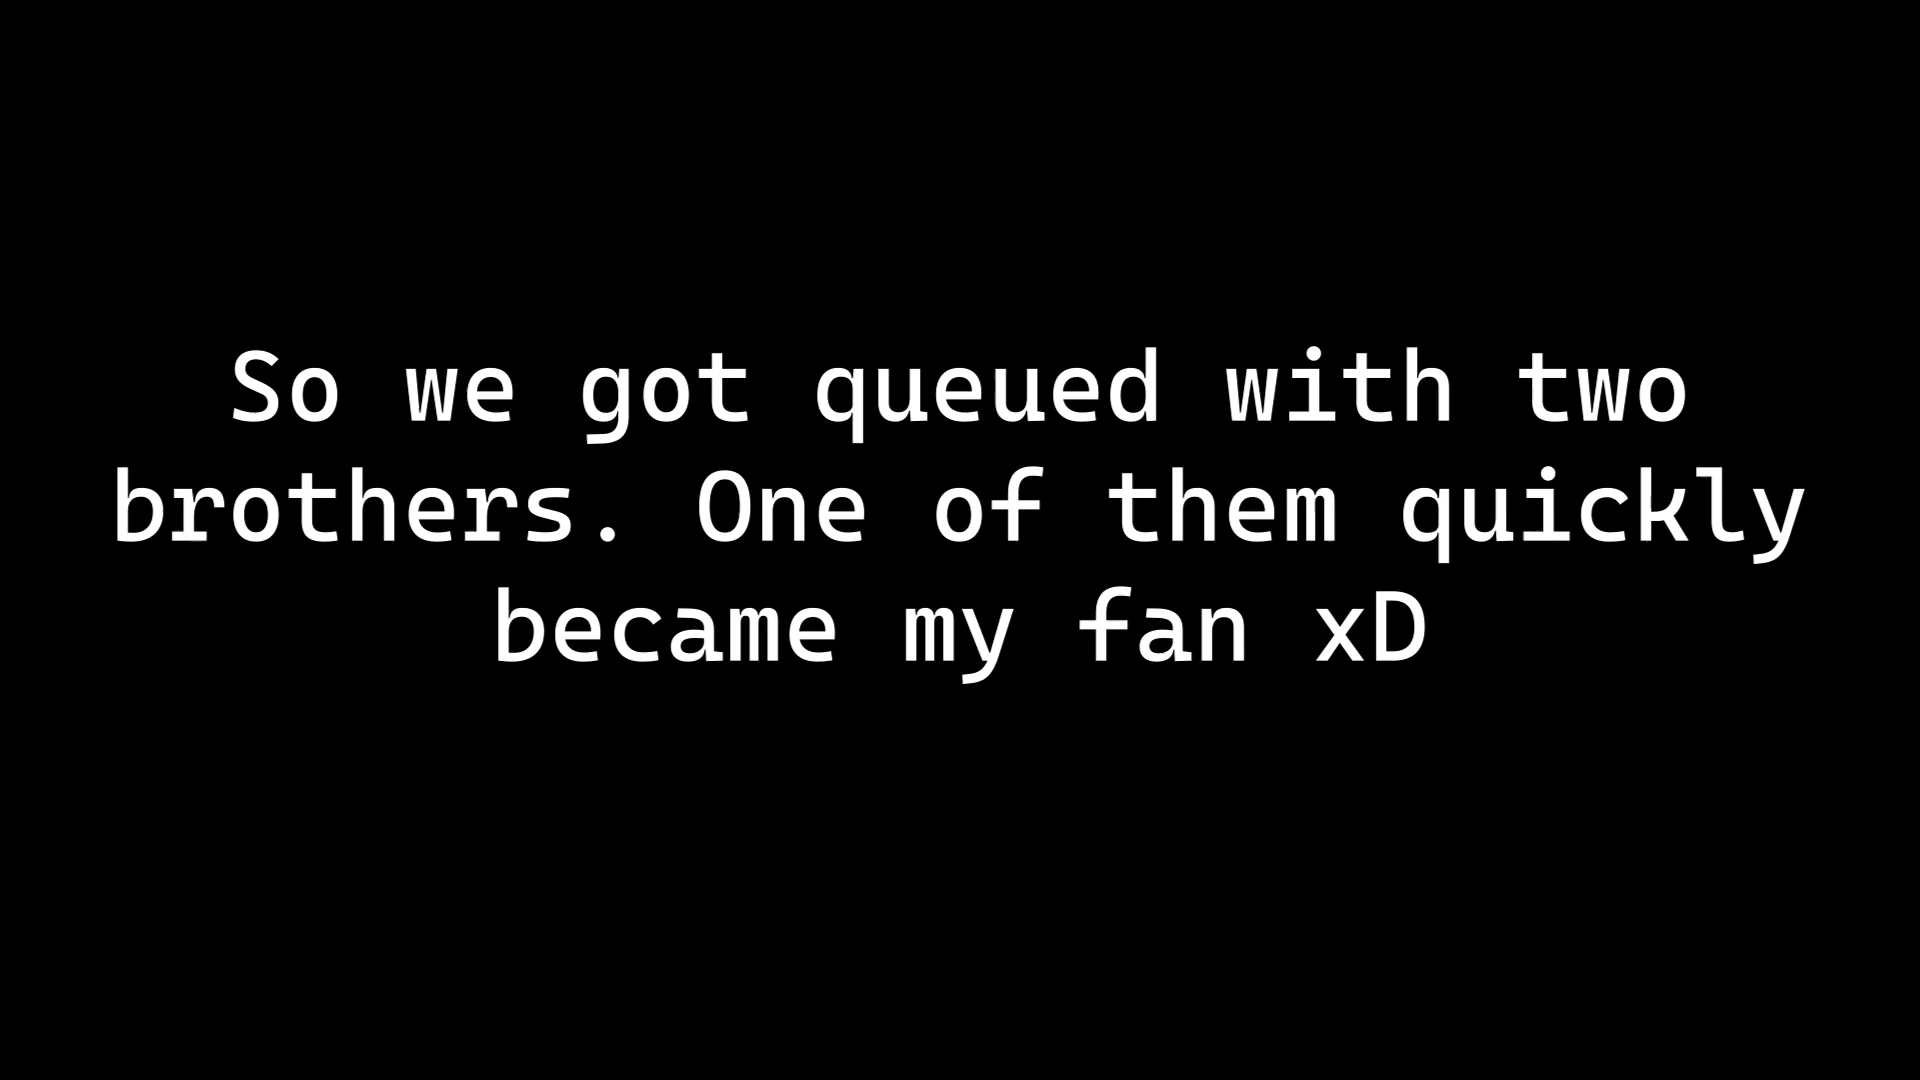 So we got queued with two
brothers. One of them quickly
became my fan xD